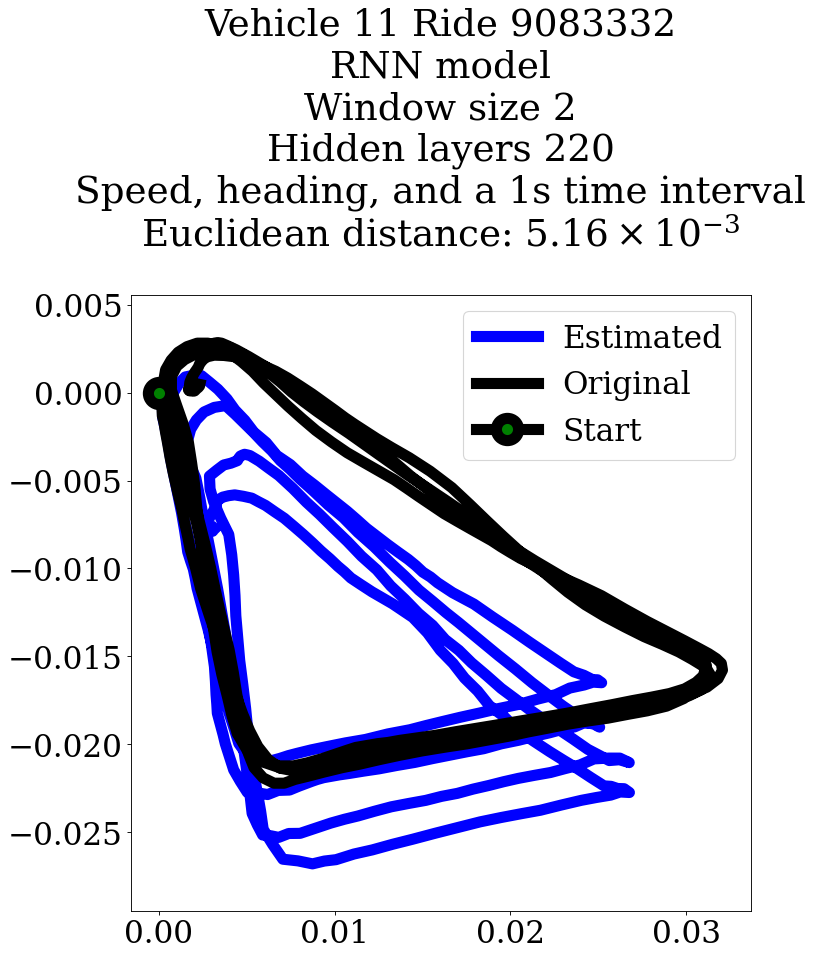 Vehicle 11 Ride 9083332
RNN model
Window size 2
Hidden layers 220
Speed, heading, and a 1s time interval
Euclidean distance: 5.16 × 10⁻³
0.005
0.000
−0.005
−0.010
−0.015
−0.020
−0.025
Estimated
Original
Start
0.00 0.01 0.02 0.03